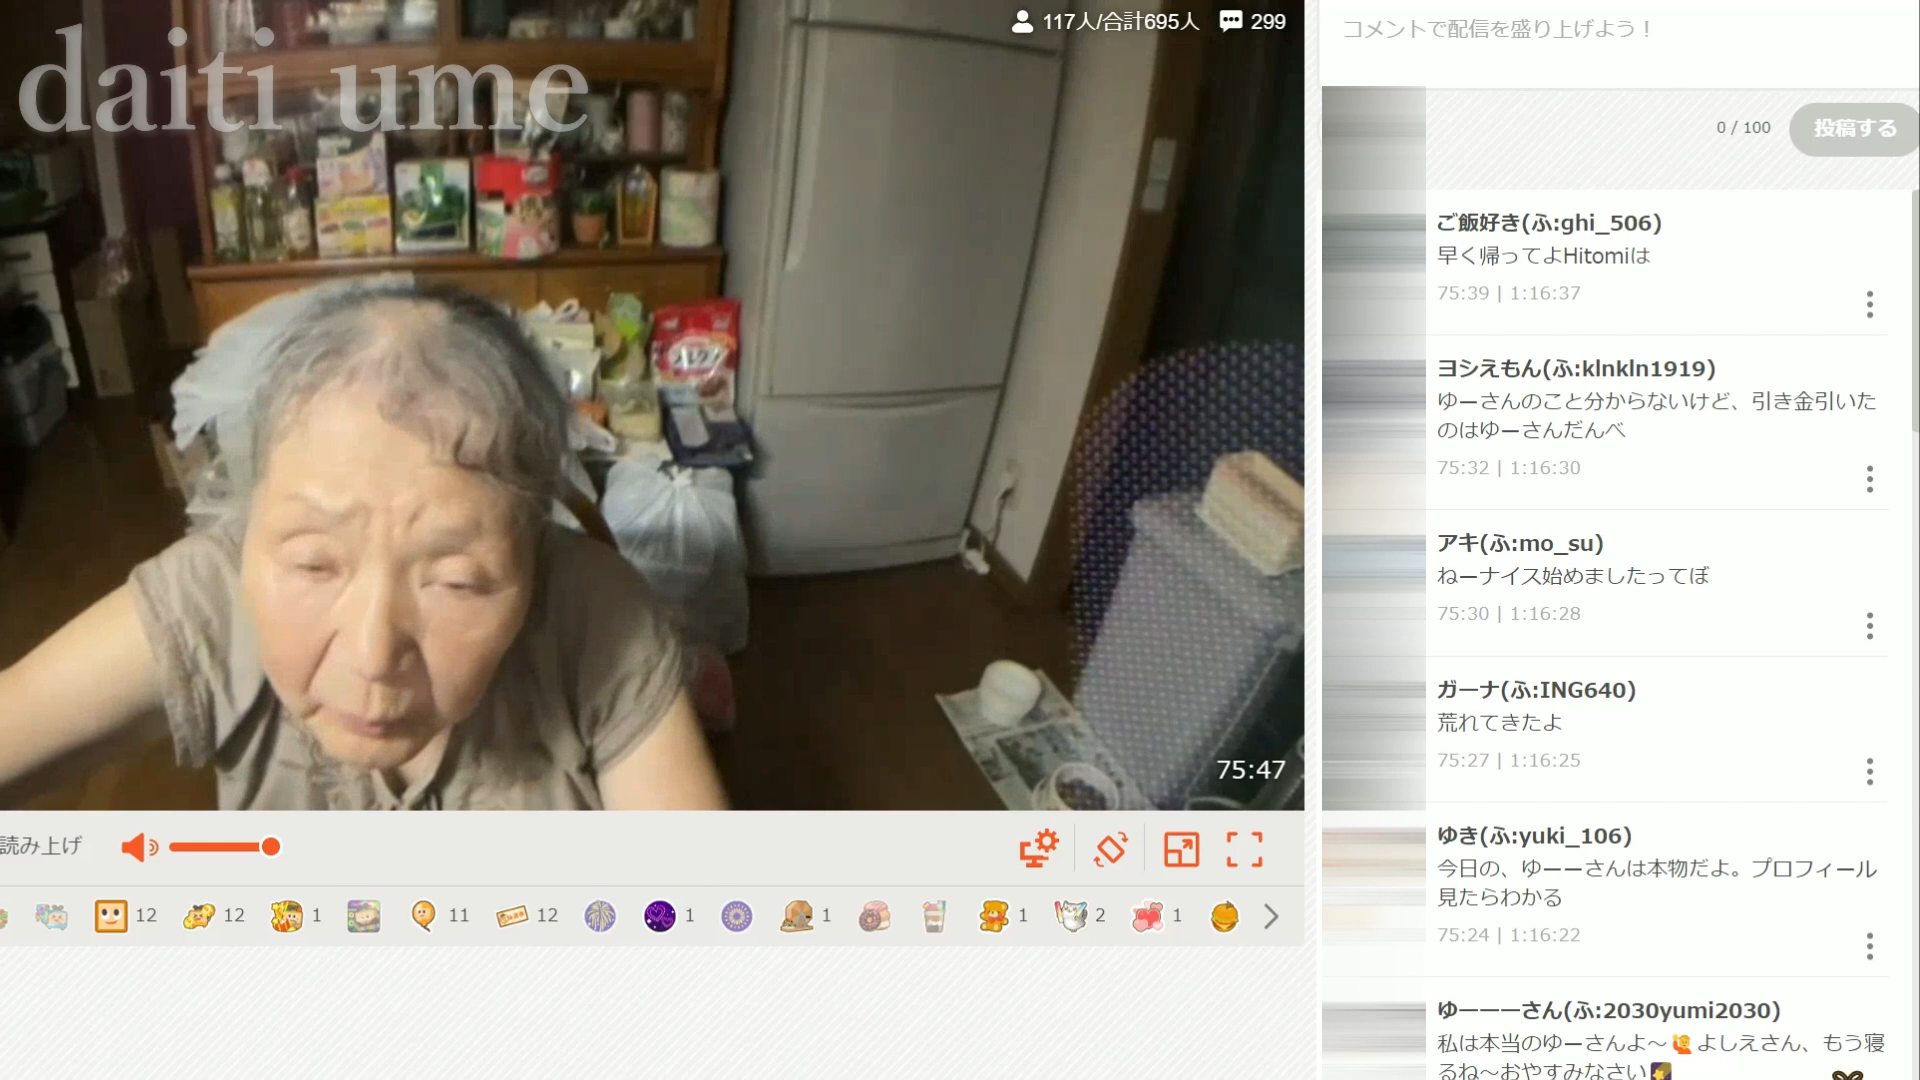 daiti ume
117人/合計695人 299
75:47
読み上げ
12 12 1 11 12 1 1 1 2 1
コメントで配信を盛り上げよう！
0 / 100 投稿する
ご飯好き(ふ:ghi_506)
早く帰ってよHitomiは
75:39 | 1:16:37
ヨシえもん(ふ:klnkln1919)
ゆーさんのこと分からないけど、引き金引いた
のはゆーさんだんべ
75:32 | 1:16:30
アキ(ふ:mo_su)
ねーナイス始めましたってぼ
75:30 | 1:16:28
ガーナ(ふ:ING640)
荒れてきたよ
75:27 | 1:16:25
ゆき(ふ:yuki_106)
今日の、ゆーーさんは本物だよ。プロフィール
見たらわかる
75:24 | 1:16:22
ゆーーーさん(ふ:2030yumi2030)
私は本当のゆーさんよ〜🙋よしえさん、もう寝
るね〜おやすみなさい🌠